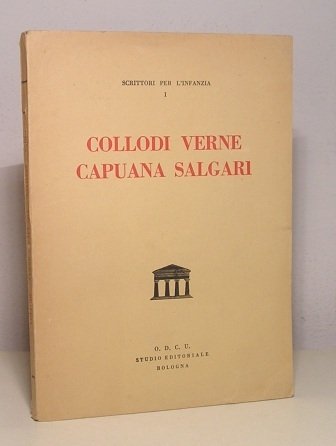 SCRITTORI PER L'INFANZIA
I
COLLODI VERNE
CAPUANA SALGARI
O. D. C. U.
STUDIO EDITORIALE
BOLOGNA